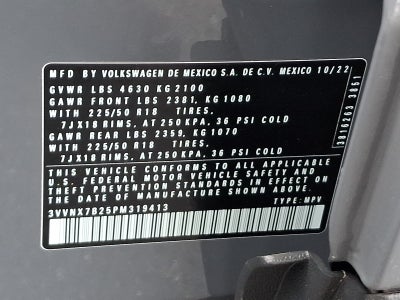 MFD BY VOLKSWAGEN DE MEXICO S.A. DE C.V. MEXICO 10/22
GVWR LBS 4630 KG 2100
GAWR FRONT LBS 2381, KG 1080
WITH 225/50 R18 TIRES,
7JX18 RIMS, AT 250 KPA, 36 PSI COLD
GAWR REAR LBS 2359, KG 1070
WITH 225/50 R18 TIRES,
7JX18 RIMS, AT 250 KPA, 36 PSI COLD
THIS VEHICLE CONFORMS TO ALL APPLICABLE
U.S. FEDERAL MOTOR VEHICLE SAFETY AND THEFT
PREVENTION STANDARDS IN EFFECT ON
THE DATE OF MANUFACTURE SHOWN ABOVE.
3VVNX7B25PM319413 TYPE: MPV
3816263 3851